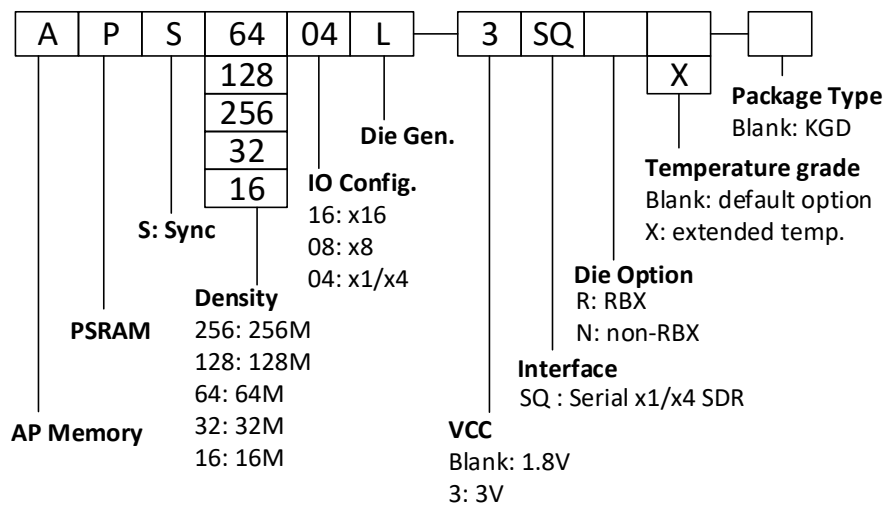 A P S 64 04 L 3 SQ
128
256
32
16
X
Package Type
Blank: KGD
Die Gen.
Temperature grade
Blank: default option
X: extended temp.
IO Config.
16: x16
08: x8
04: x1/x4
S: Sync
Die Option
R: RBX
N: non-RBX
Density
256: 256M
128: 128M
64: 64M
32: 32M
16: 16M
PSRAM
Interface
SQ : Serial x1/x4 SDR
AP Memory
VCC
Blank: 1.8V
3: 3V